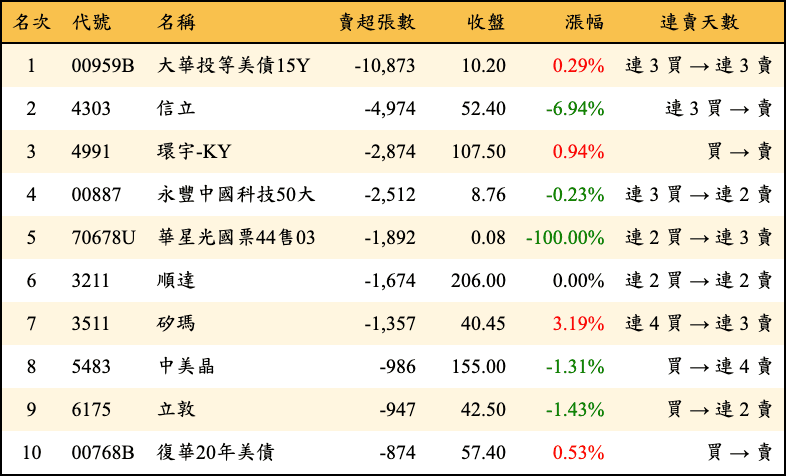 名次 代號 名稱 賣超張數 收盤 漲幅 連賣天數
1 00959B 大華投等美債15Y -10,873 10.20 0.29% 連 3 買 → 連 3 賣
2 4303 信立 -4,974 52.40 -6.94% 連 3 買 → 賣
3 4991 環宇-KY -2,874 107.50 0.94% 買 → 賣
4 00887 永豐中國科技50大 -2,512 8.76 -0.23% 連 3 買 → 連 2 賣
5 70678U 華星光國票44售03 -1,892 0.08 -100.00% 連 2 買 → 連 3 賣
6 3211 順達 -1,674 206.00 0.00% 連 2 買 → 連 2 賣
7 3511 矽瑪 -1,357 40.45 3.19% 連 4 買 → 連 3 賣
8 5483 中美晶 -986 155.00 -1.31% 買 → 連 4 賣
9 6175 立敦 -947 42.50 -1.43% 買 → 連 2 賣
10 00768B 復華20年美債 -874 57.40 0.53% 買 → 賣